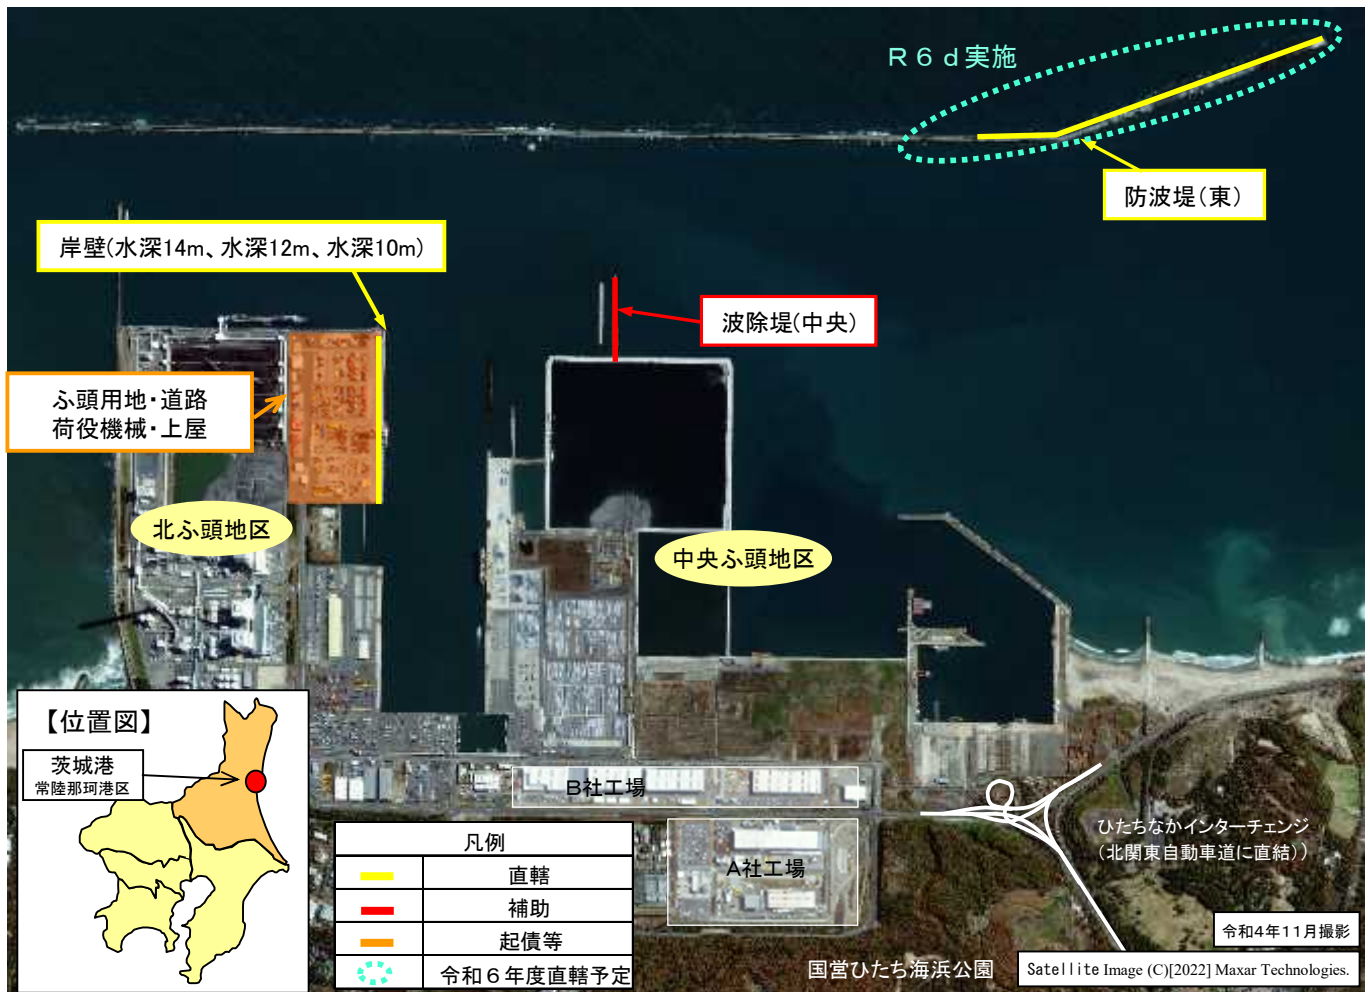 Ｒ６ｄ実施
防波堤(東)
岸壁(水深14m、水深12m、水深10m)
波除堤(中央)
ふ頭用地・道路
荷役機械・上屋
北ふ頭地区
中央ふ頭地区
【位置図】
茨城港
常陸那珂港区
B社工場
A社工場
ひたちなかインターチェンジ
(北関東自動車道に直結))
凡例
直轄
補助
起債等
令和６年度直轄予定
国営ひたち海浜公園
令和4年11月撮影
Satellite Image (C)[2022] Maxar Technologies.